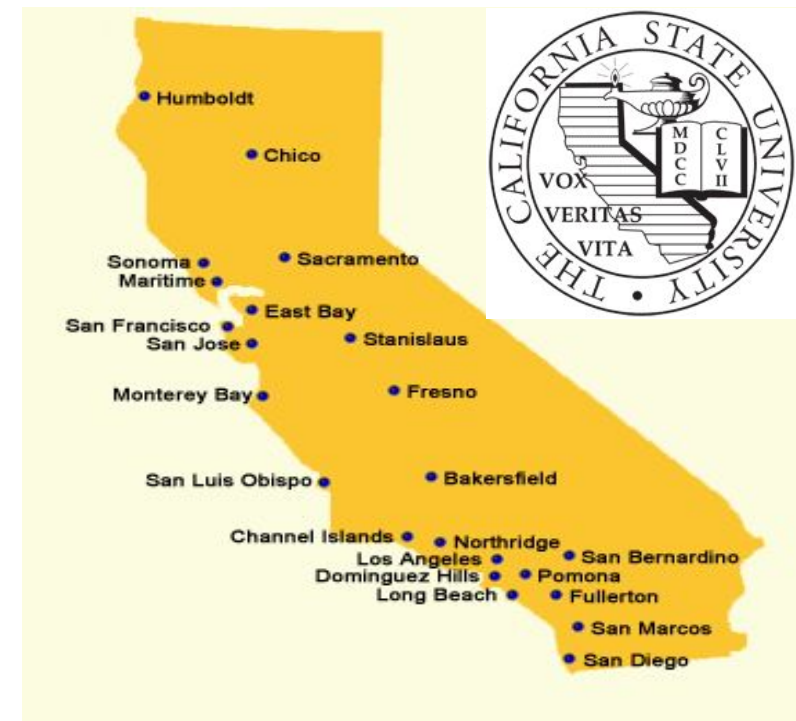 Humboldt
Chico
Sonoma
Sacramento
Maritime
East Bay
San Francisco
Stanislaus
San Jose
Monterey Bay
Fresno
San Luis Obispo
Bakersfield
Channel Islands
Northridge
Los Angeles
San Bernardino
Dominguez Hills
Pomona
Long Beach
Fullerton
San Marcos
San Diego
THE CALIFORNIA STATE UNIVERSITY
VOX
VERITAS
VITA
M
D
C
C
C
L
V
II